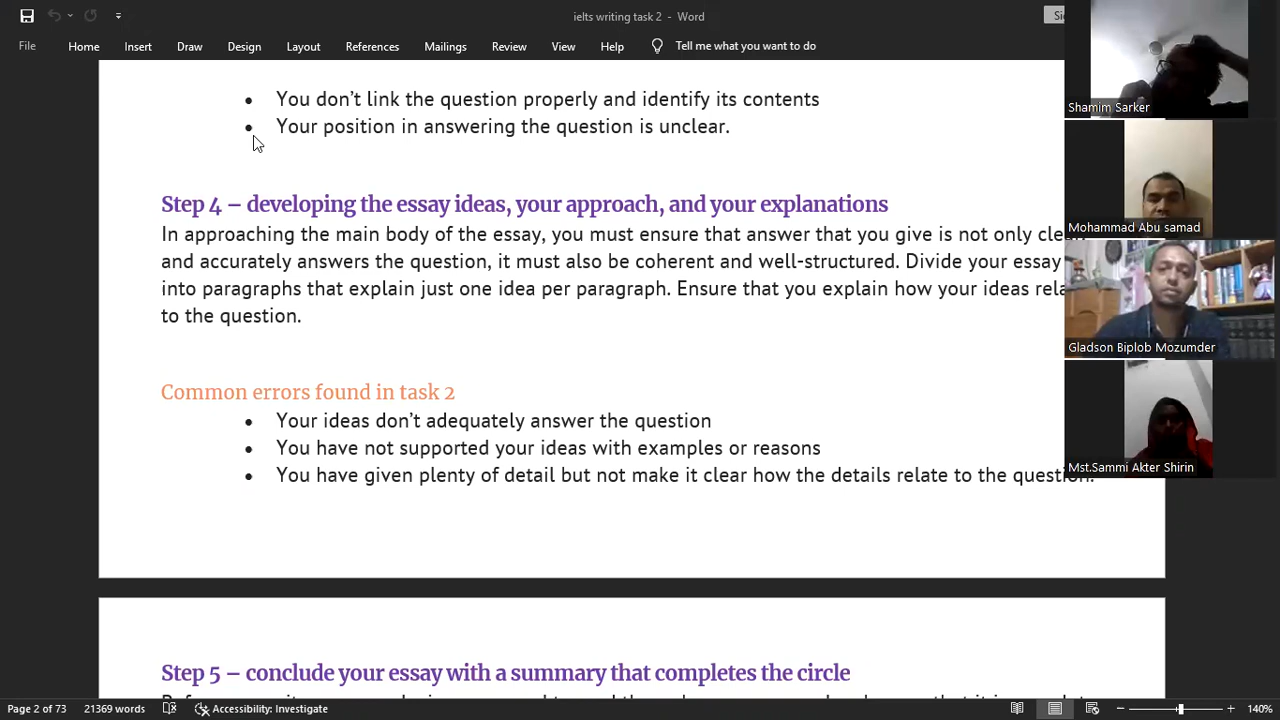 ielts writing task 2 - Word
File Home Insert Draw Design Layout References Mailings Review View Help Tell me what you want to do
• You don't link the question properly and identify its contents
• Your position in answering the question is unclear.
Step 4 – developing the essay ideas, your approach, and your explanations
In approaching the main body of the essay, you must ensure that answer that you give is not only
and accurately answers the question, it must also be coherent and well-structured. Divide your essay
into paragraphs that explain just one idea per paragraph. Ensure that you explain how your ideas
to the question.
Common errors found in task 2
• Your ideas don't adequately answer the question
• You have not supported your ideas with examples or reasons
• You have given plenty of detail but not make it clear how the details relate to the question.
Step 5 – conclude your essay with a summary that completes the circle
Shamim Sarker
Mohammad Abu samad
Gladson Biplob Mozumder
Mst.Sammi Akter Shirin
Page 2 of 73 21369 words Accessibility: Investigate 140%